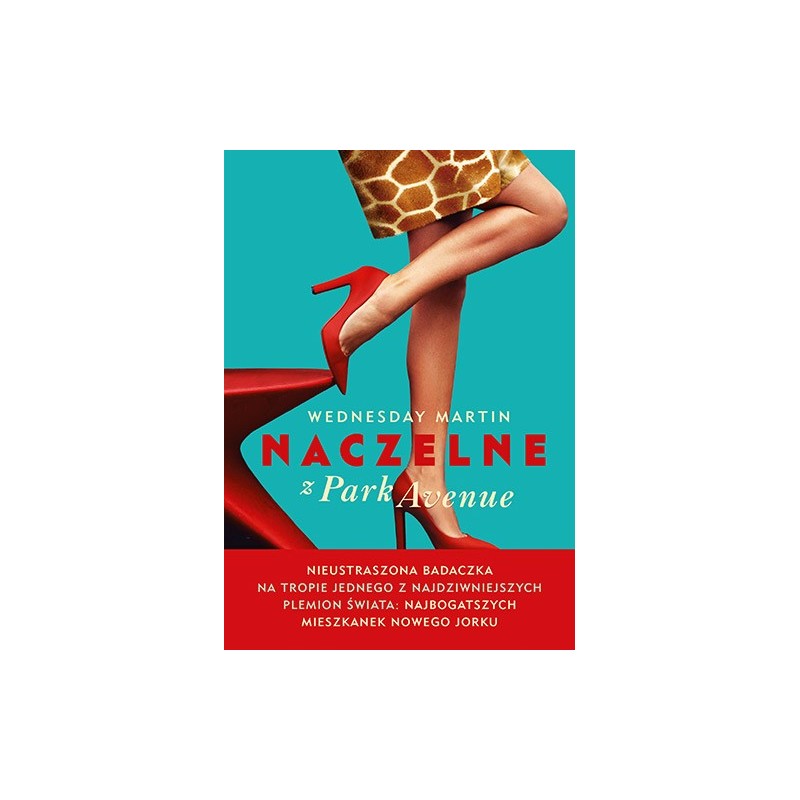 WEDNESDAY MARTIN
NACZELNE
z Park Avenue
NIEUSTRASZONA BADACZKA
NA TROPIE JEDNEGO Z NAJDZIWNIEJSZYCH
PLEMION ŚWIATA: NAJBOGATSZYCH
MIESZKANEK NOWEGO JORKU